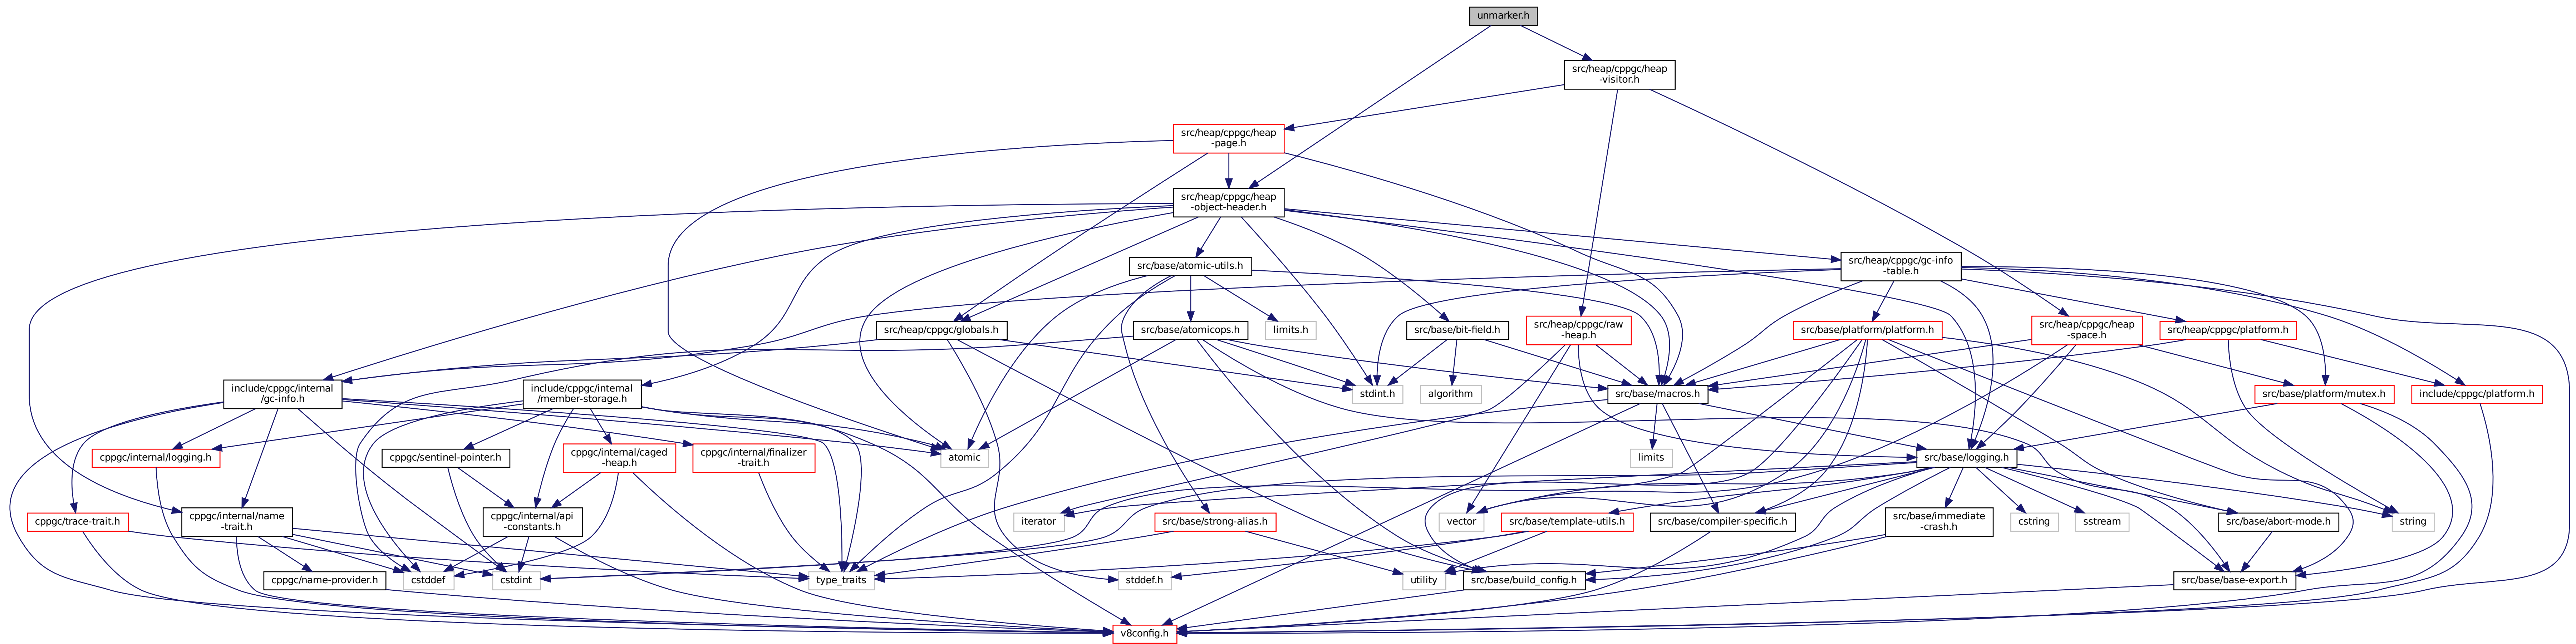 unmarker.h
src/heap/cppgc/heap
-visitor.h
src/heap/cppgc/heap
-page.h
src/heap/cppgc/heap
-object-header.h
src/base/atomic-utils.h
src/heap/cppgc/gc-info
-table.h
src/heap/cppgc/globals.h
src/base/atomicops.h
limits.h
src/base/bit-field.h
src/heap/cppgc/raw
-heap.h
src/base/platform/platform.h
src/heap/cppgc/heap
-space.h
src/heap/cppgc/platform.h
include/cppgc/internal
/gc-info.h
include/cppgc/internal
/member-storage.h
stdint.h
algorithm
src/base/macros.h
src/base/platform/mutex.h
include/cppgc/platform.h
cppgc/internal/logging.h
cppgc/sentinel-pointer.h
cppgc/internal/caged
-heap.h
cppgc/internal/finalizer
-trait.h
atomic
limits
src/base/logging.h
cppgc/trace-trait.h
cppgc/internal/name
-trait.h
cppgc/internal/api
-constants.h
iterator
src/base/strong-alias.h
vector
src/base/template-utils.h
src/base/compiler-specific.h
src/base/immediate
-crash.h
cstring
sstream
src/base/abort-mode.h
string
cppgc/name-provider.h
cstddef
cstdint
type_traits
stddef.h
utility
src/base/build_config.h
src/base/base-export.h
v8config.h